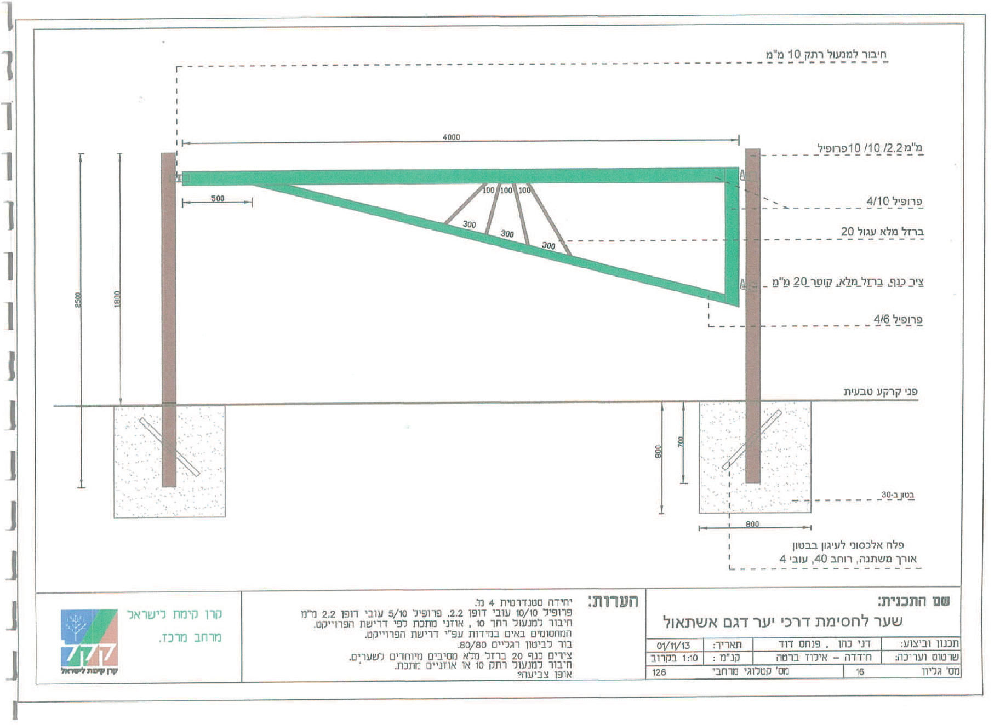 חיבור למנעול רתק 10 מ"מ
4000
פרופיל 10/ 10/ 2.2 מ"מ
100 100 100
500
פרופיל 4/10
300
300
300
ברזל מלא עגול 20
ציר כנף, ברזל מלא, קוטר 20 מ"מ
2500
1800
פרופיל 4/6
פני קרקע טבעית
800
700
בטון ב-30
800
פלח אלכסוני לעיגון בבטון
אורך משתנה, רוחב 40, עובי 4
שם התכנית:
שער לחסימת דרכי יער דגם אשתאול
תכנון וביצוע: דני כהן , פנחס דוד תאריך: 01/11/13
שרטוט ועריכה: חודדה – אילוז ברטה קנ"מ : 1:10 בקרוב
מס' גליון 16 מס' קטלוגי מרחבי 126
הערות:
יחידה סטנדרטית 4 מ'.
פרופיל 10/10 עובי דופן 2.2. פרופיל 5/10 עובי דופן 2.2 מ"מ
חיבור למנעול רתך 10 , אוזני מתכת לפי דרישת הפרוייקט.
המחסומים באים במידות עפ"י דרישת הפרוייקט.
בור לביטון רגליים 80/80.
צירים כנף 20 ברזל מלא מסיבים מיוחדים לשערים.
חיבור למנעול רתק 10 או אוזניים מתכת.
אופן צביעה?
קרן קימת לישראל
מרחב מרכז.
קקל
קרן קימת לישראל